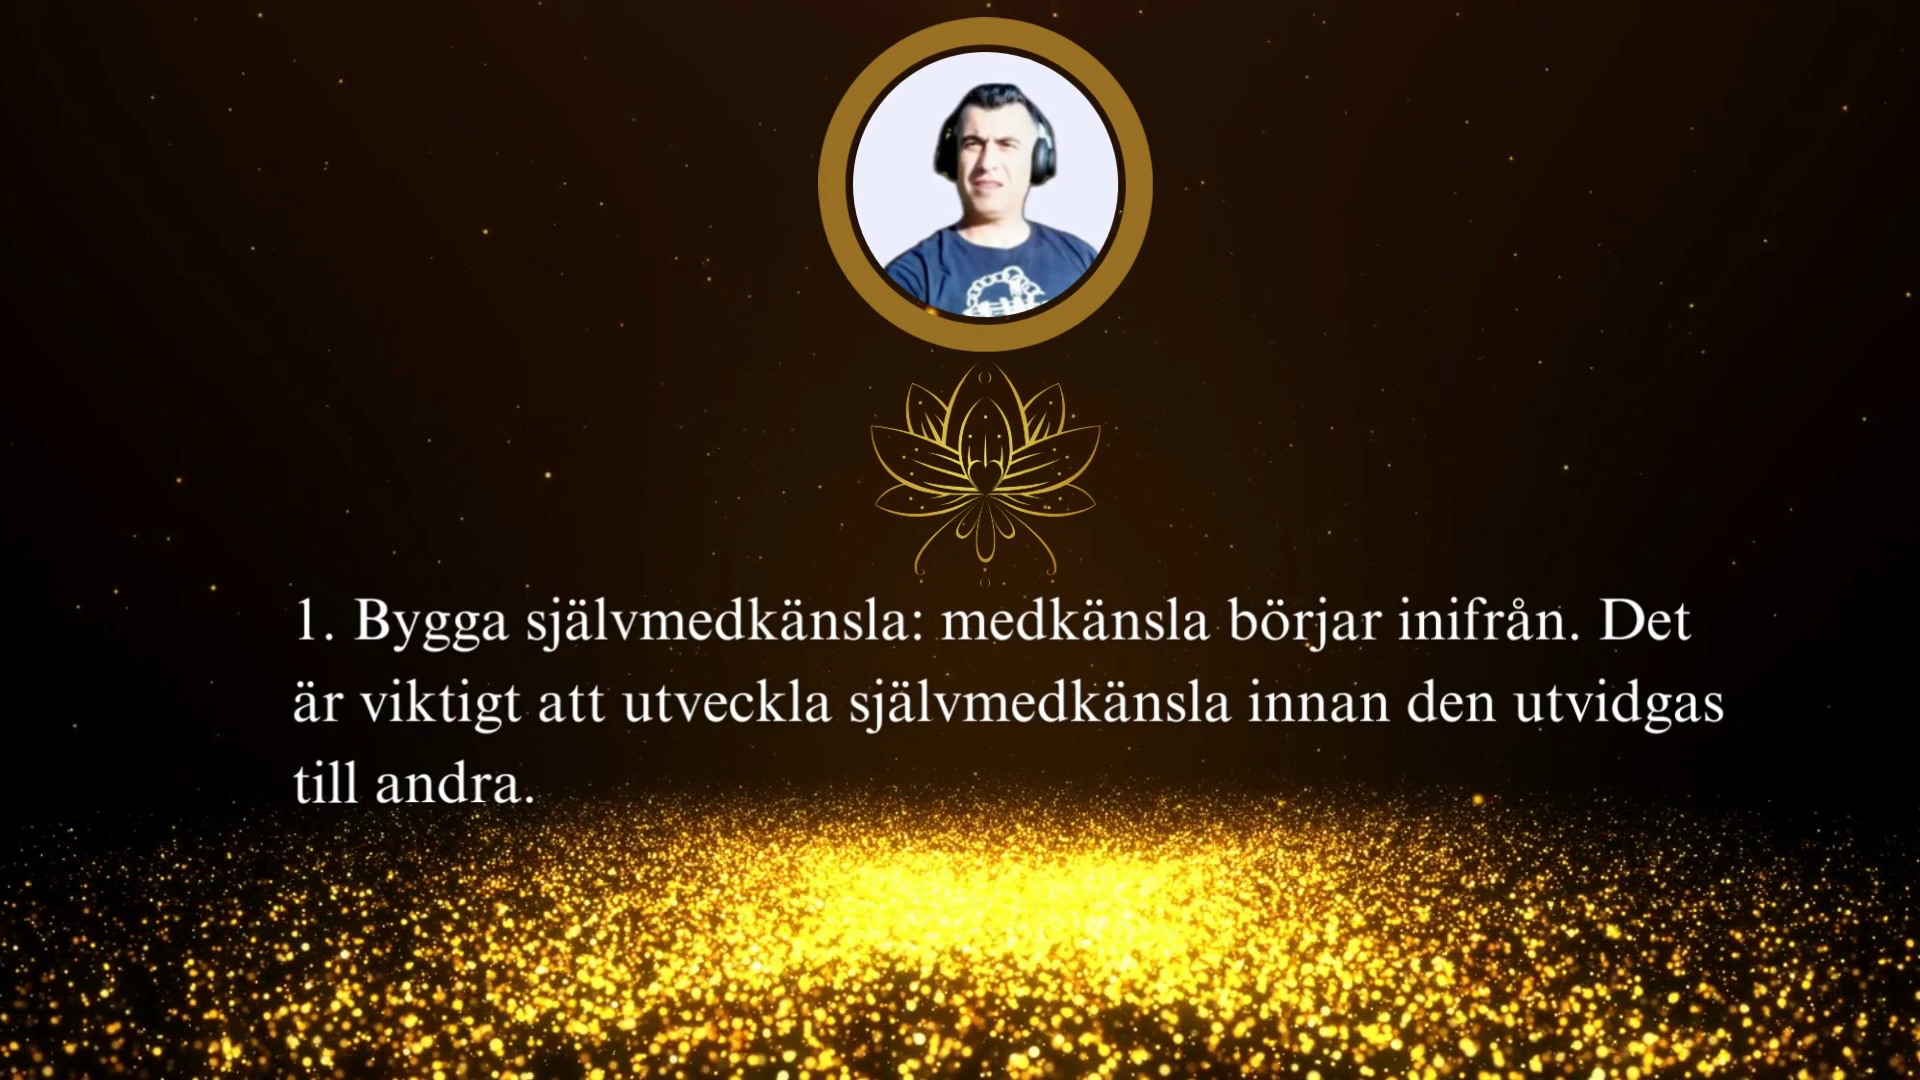 1. Bygga självmedkänsla: medkänsla börjar inifrån. Det
är viktigt att utveckla självmedkänsla innan den utvidgas
till andra.